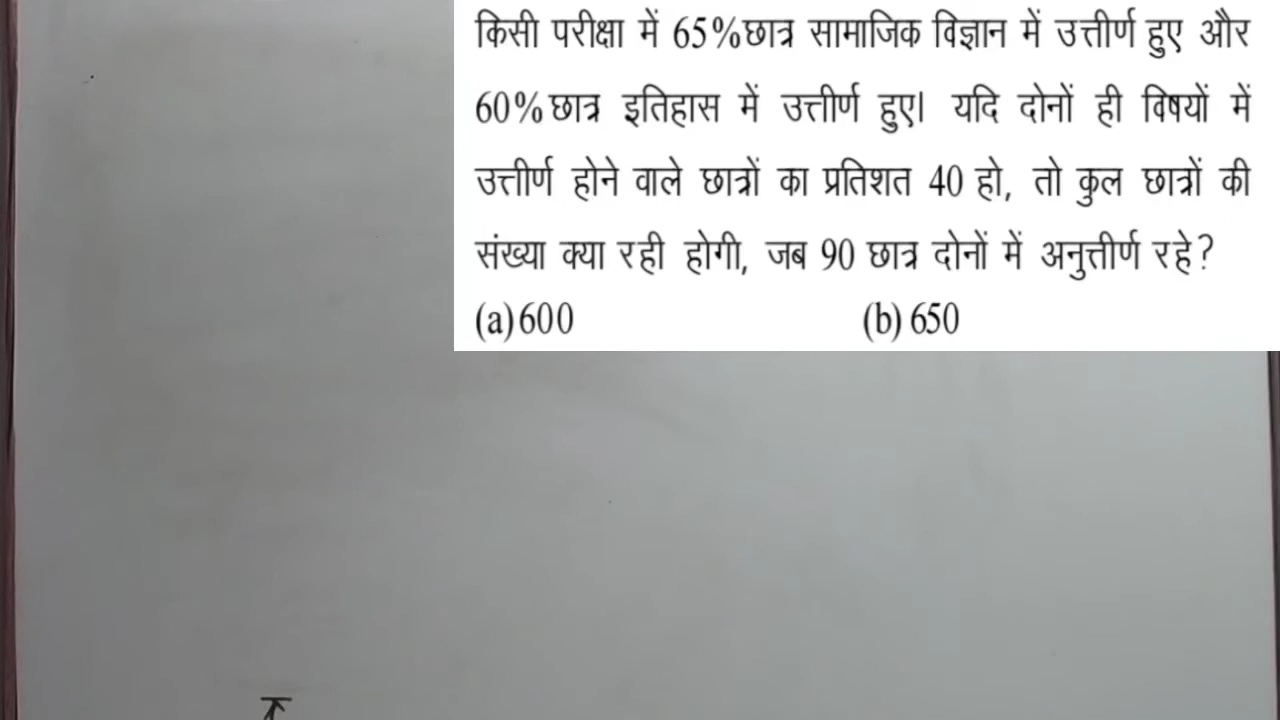 किसी परीक्षा में 65%छात्र सामाजिक विज्ञान में उत्तीर्ण हुए और
60%छात्र इतिहास में उत्तीर्ण हुए। यदि दोनों ही विषयों में
उत्तीर्ण होने वाले छात्रों का प्रतिशत 40 हो, तो कुल छात्रों की
संख्या क्या रही होगी, जब 90 छात्र दोनों में अनुत्तीर्ण रहे?
(a)600 (b) 650